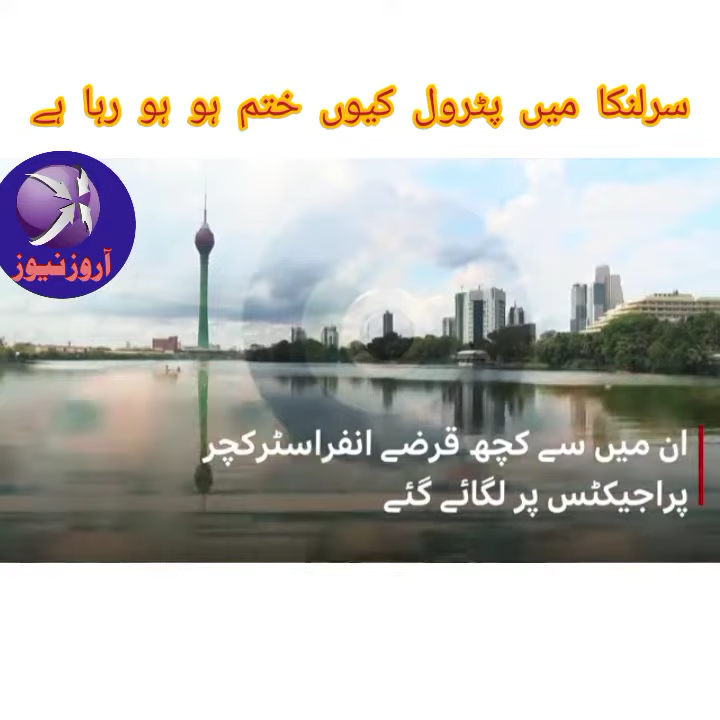 سرلنکا میں پٹرول کیوں ختم ہو ہو رہا ہے
آروزنیوز
ان میں سے کچھ قرضے انفراسٹرکچر
پراجیکٹس پر لگائے گئے